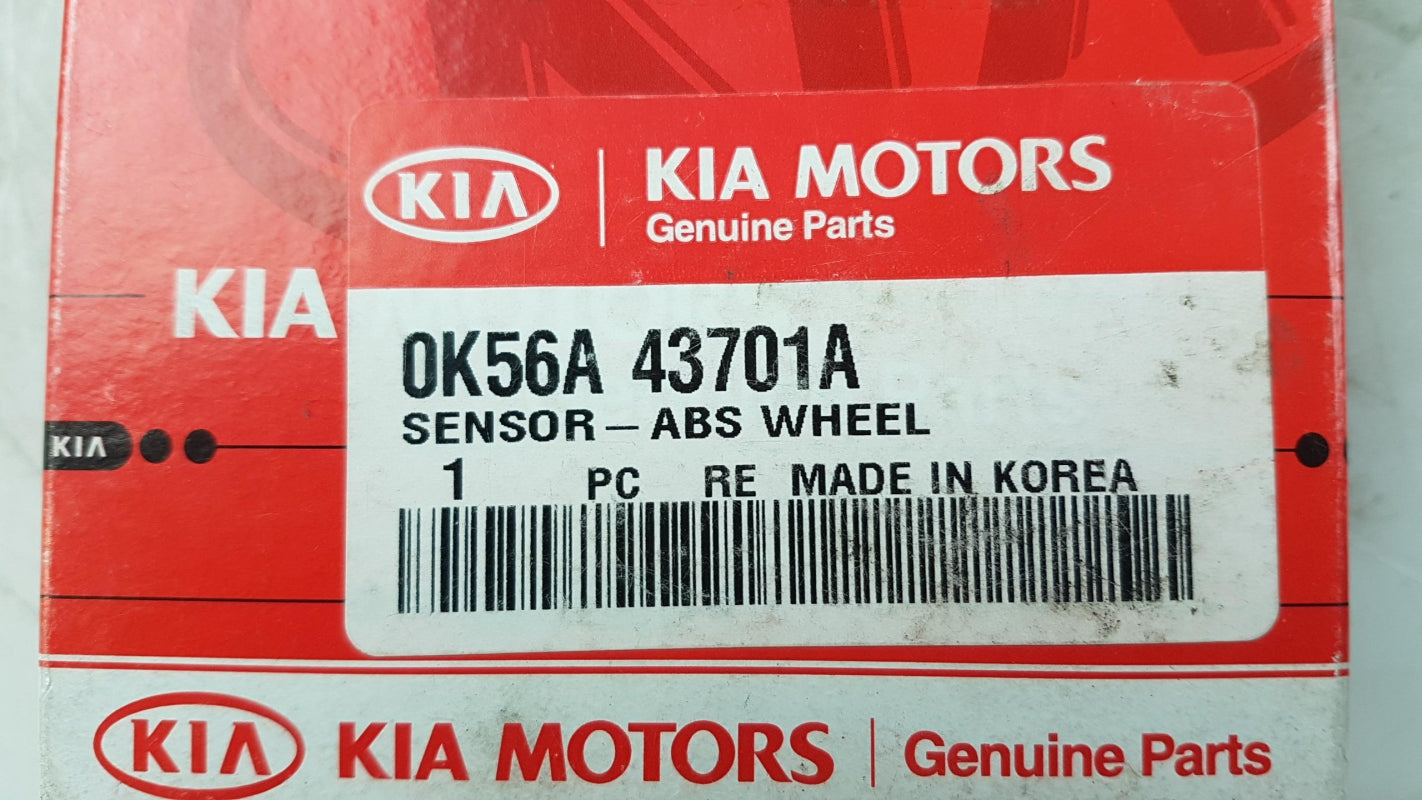 KIA
KIA MOTORS
Genuine Parts
KIA
0K56A 43701A
SENSOR-ABS WHEEL
KIA
1 PC RE MADE IN KOREA
KIA KIA MOTORS Genuine Parts